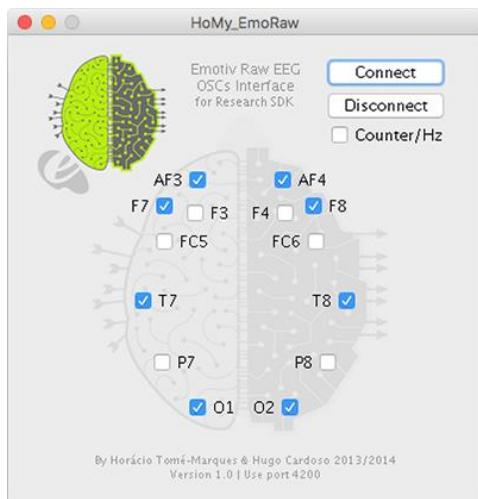 HoMy_EmoRaw
Emotiv Raw EEG
OSCs Interface
for Research SDK
Connect
Disconnect
Counter/Hz
AF3 AF4
F7 F3 F4 F8
FC5 FC6
T7 T8
P7 P8
O1 O2
By Horácio Tomé-Marques & Hugo Cardoso 2013/2014
Version 1.0 | Use port 4200